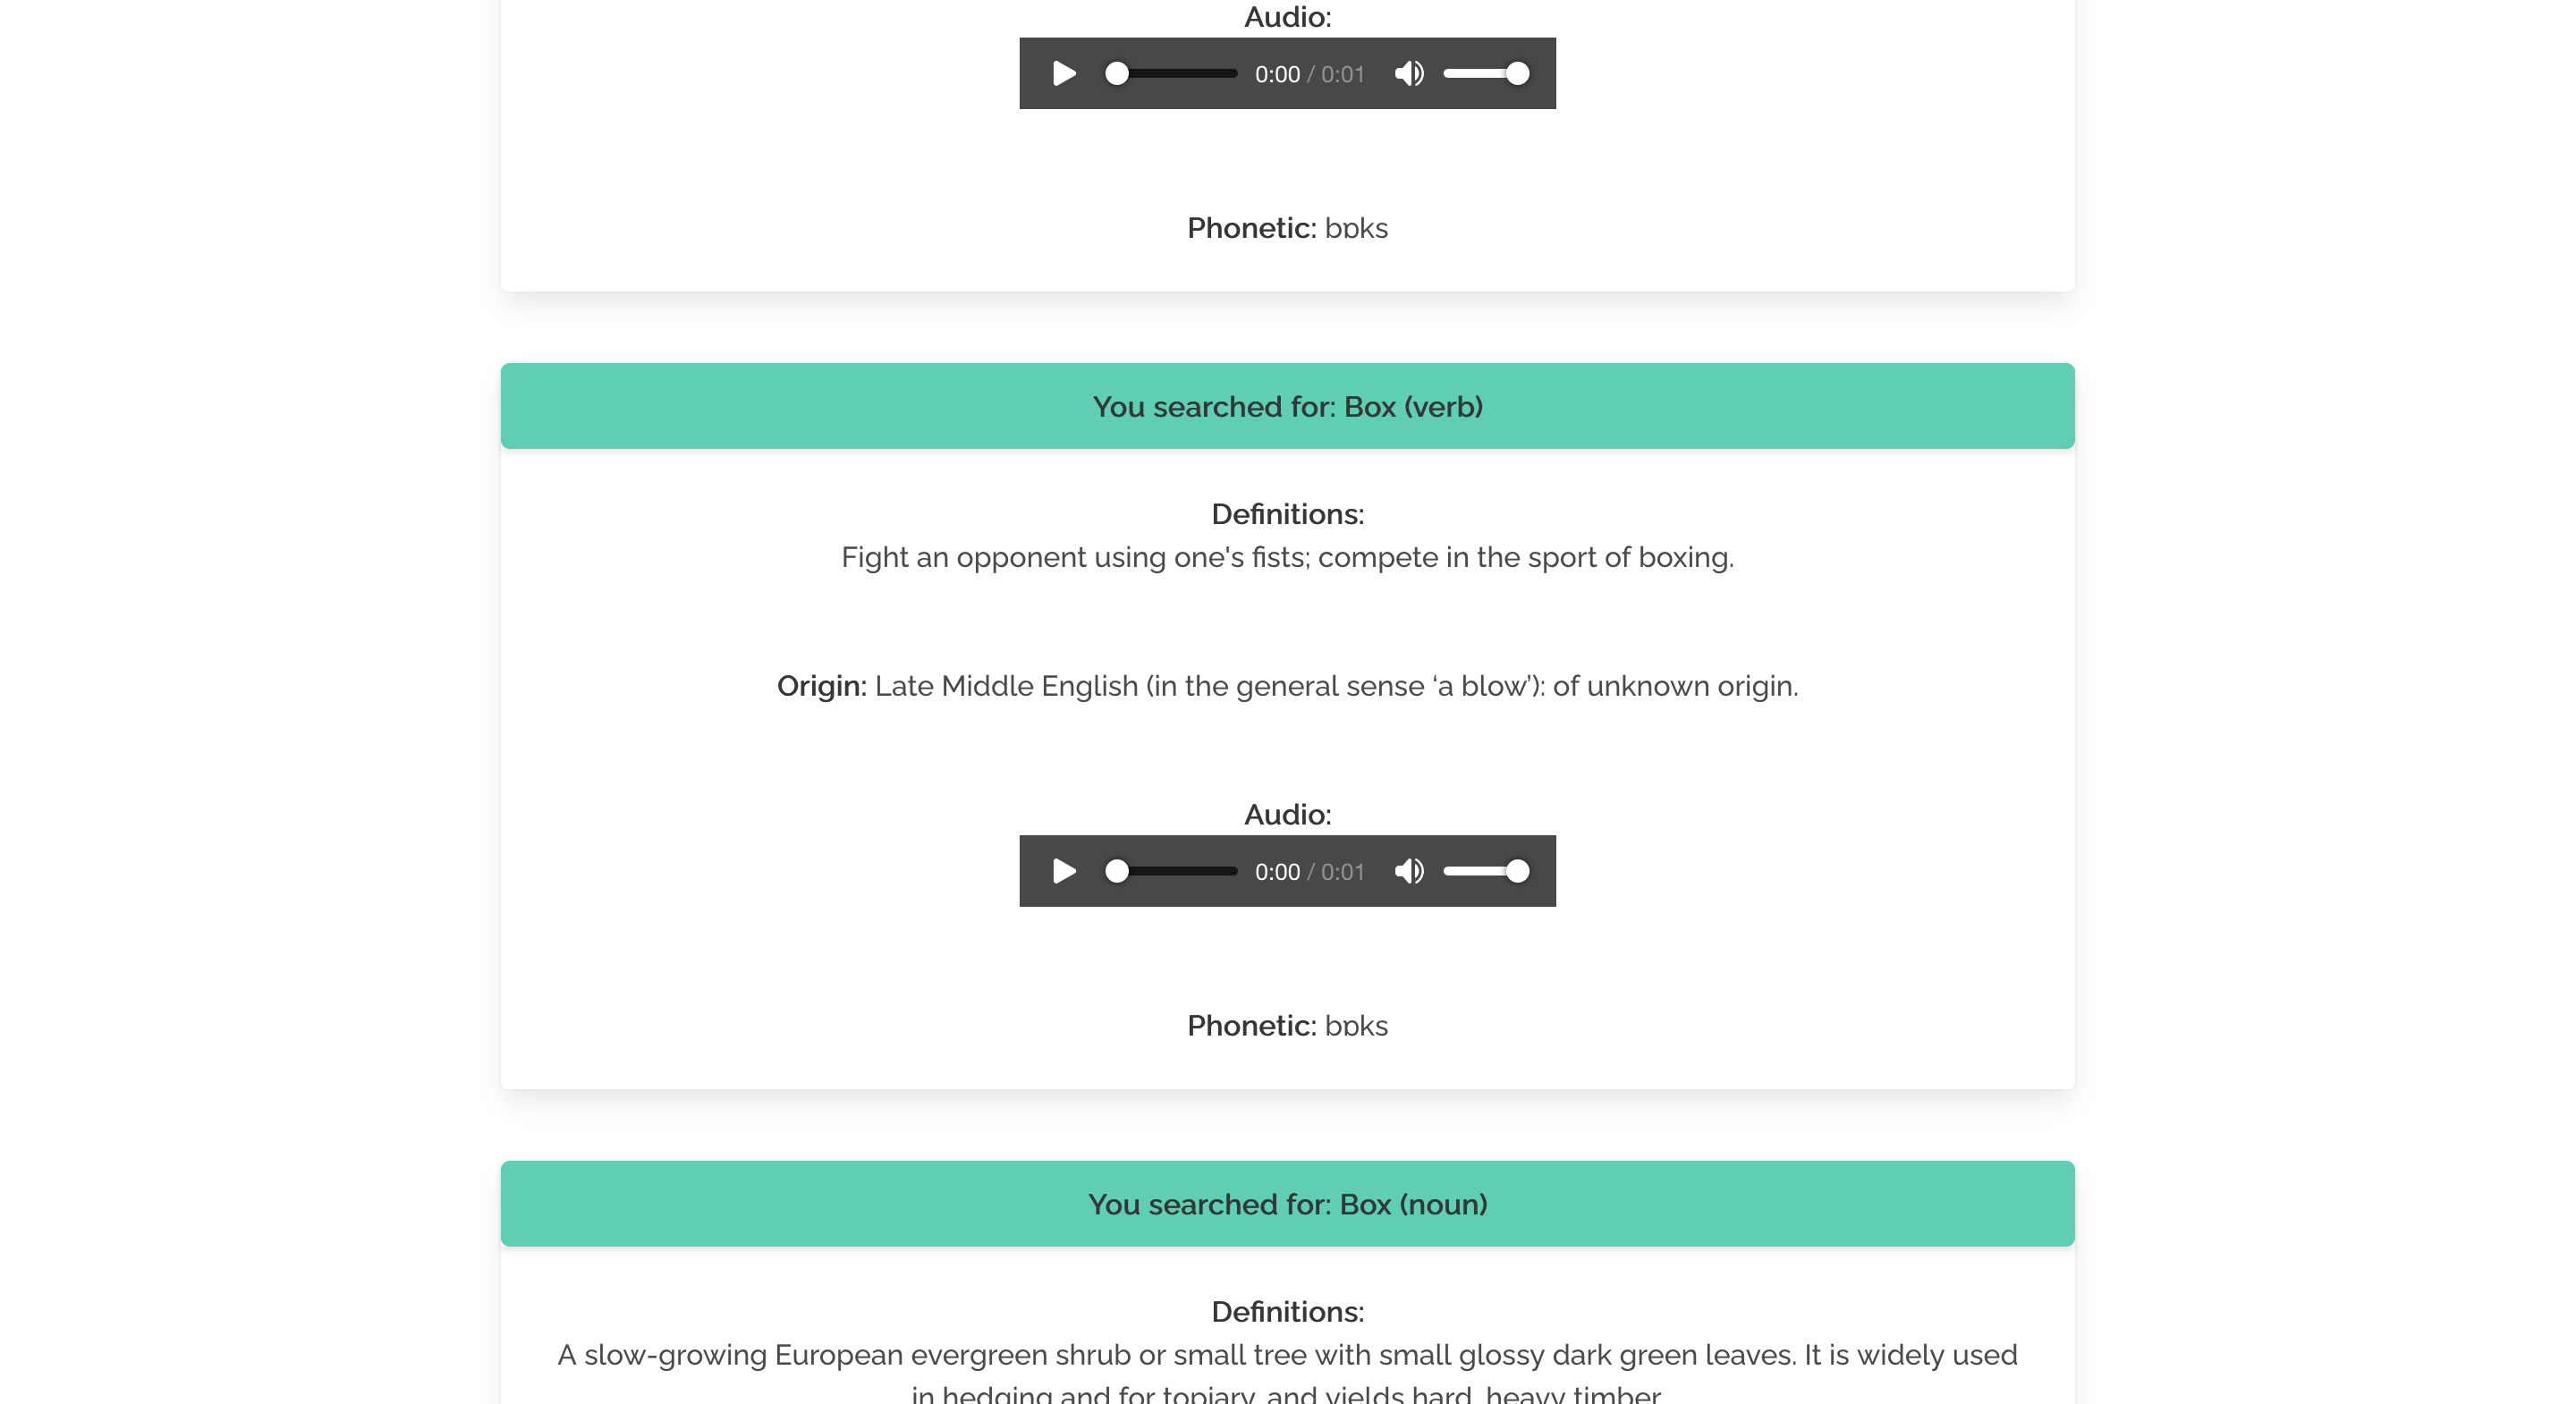 Audio:
0:00 / 0:01
Phonetic: bɒks
You searched for: Box (verb)
Definitions:
Fight an opponent using one's fists; compete in the sport of boxing.
Origin: Late Middle English (in the general sense ‘a blow’): of unknown origin.
Audio:
0:00 / 0:01
Phonetic: bɒks
You searched for: Box (noun)
Definitions:
A slow-growing European evergreen shrub or small tree with small glossy dark green leaves. It is widely used
in hedging and for topiary, and yields hard, heavy timber